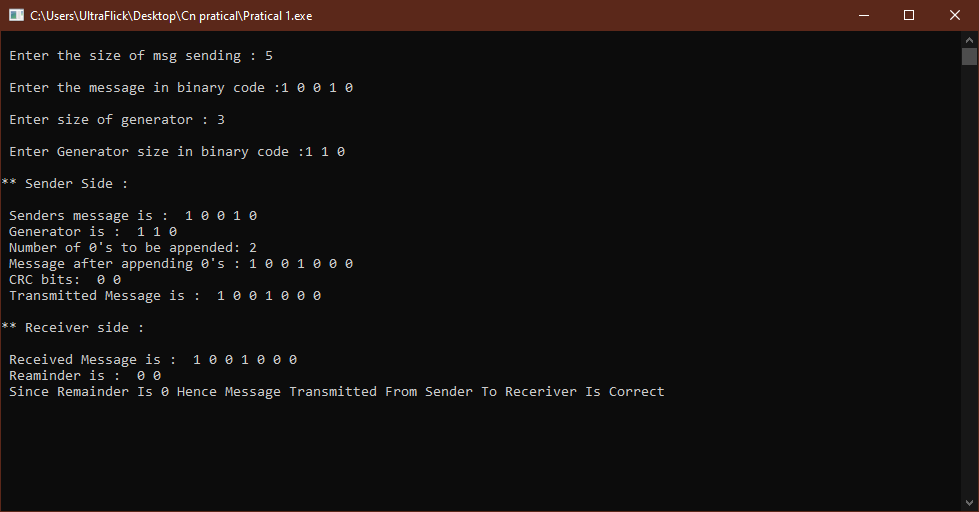 C:\Users\UltraFlick\Desktop\Cn pratical\Pratical 1.exe
Enter the size of msg sending : 5
Enter the message in binary code :1 0 0 1 0
Enter size of generator : 3
Enter Generator size in binary code :1 1 0
** Sender Side :
Senders message is :  1 0 0 1 0
Generator is :  1 1 0
Number of 0's to be appended: 2
Message after appending 0's : 1 0 0 1 0 0 0
CRC bits:  0 0
Transmitted Message is :  1 0 0 1 0 0 0
** Receiver side :
Received Message is :  1 0 0 1 0 0 0
Reaminder is :  0 0
Since Remainder Is 0 Hence Message Transmitted From Sender To Receriver Is Correct